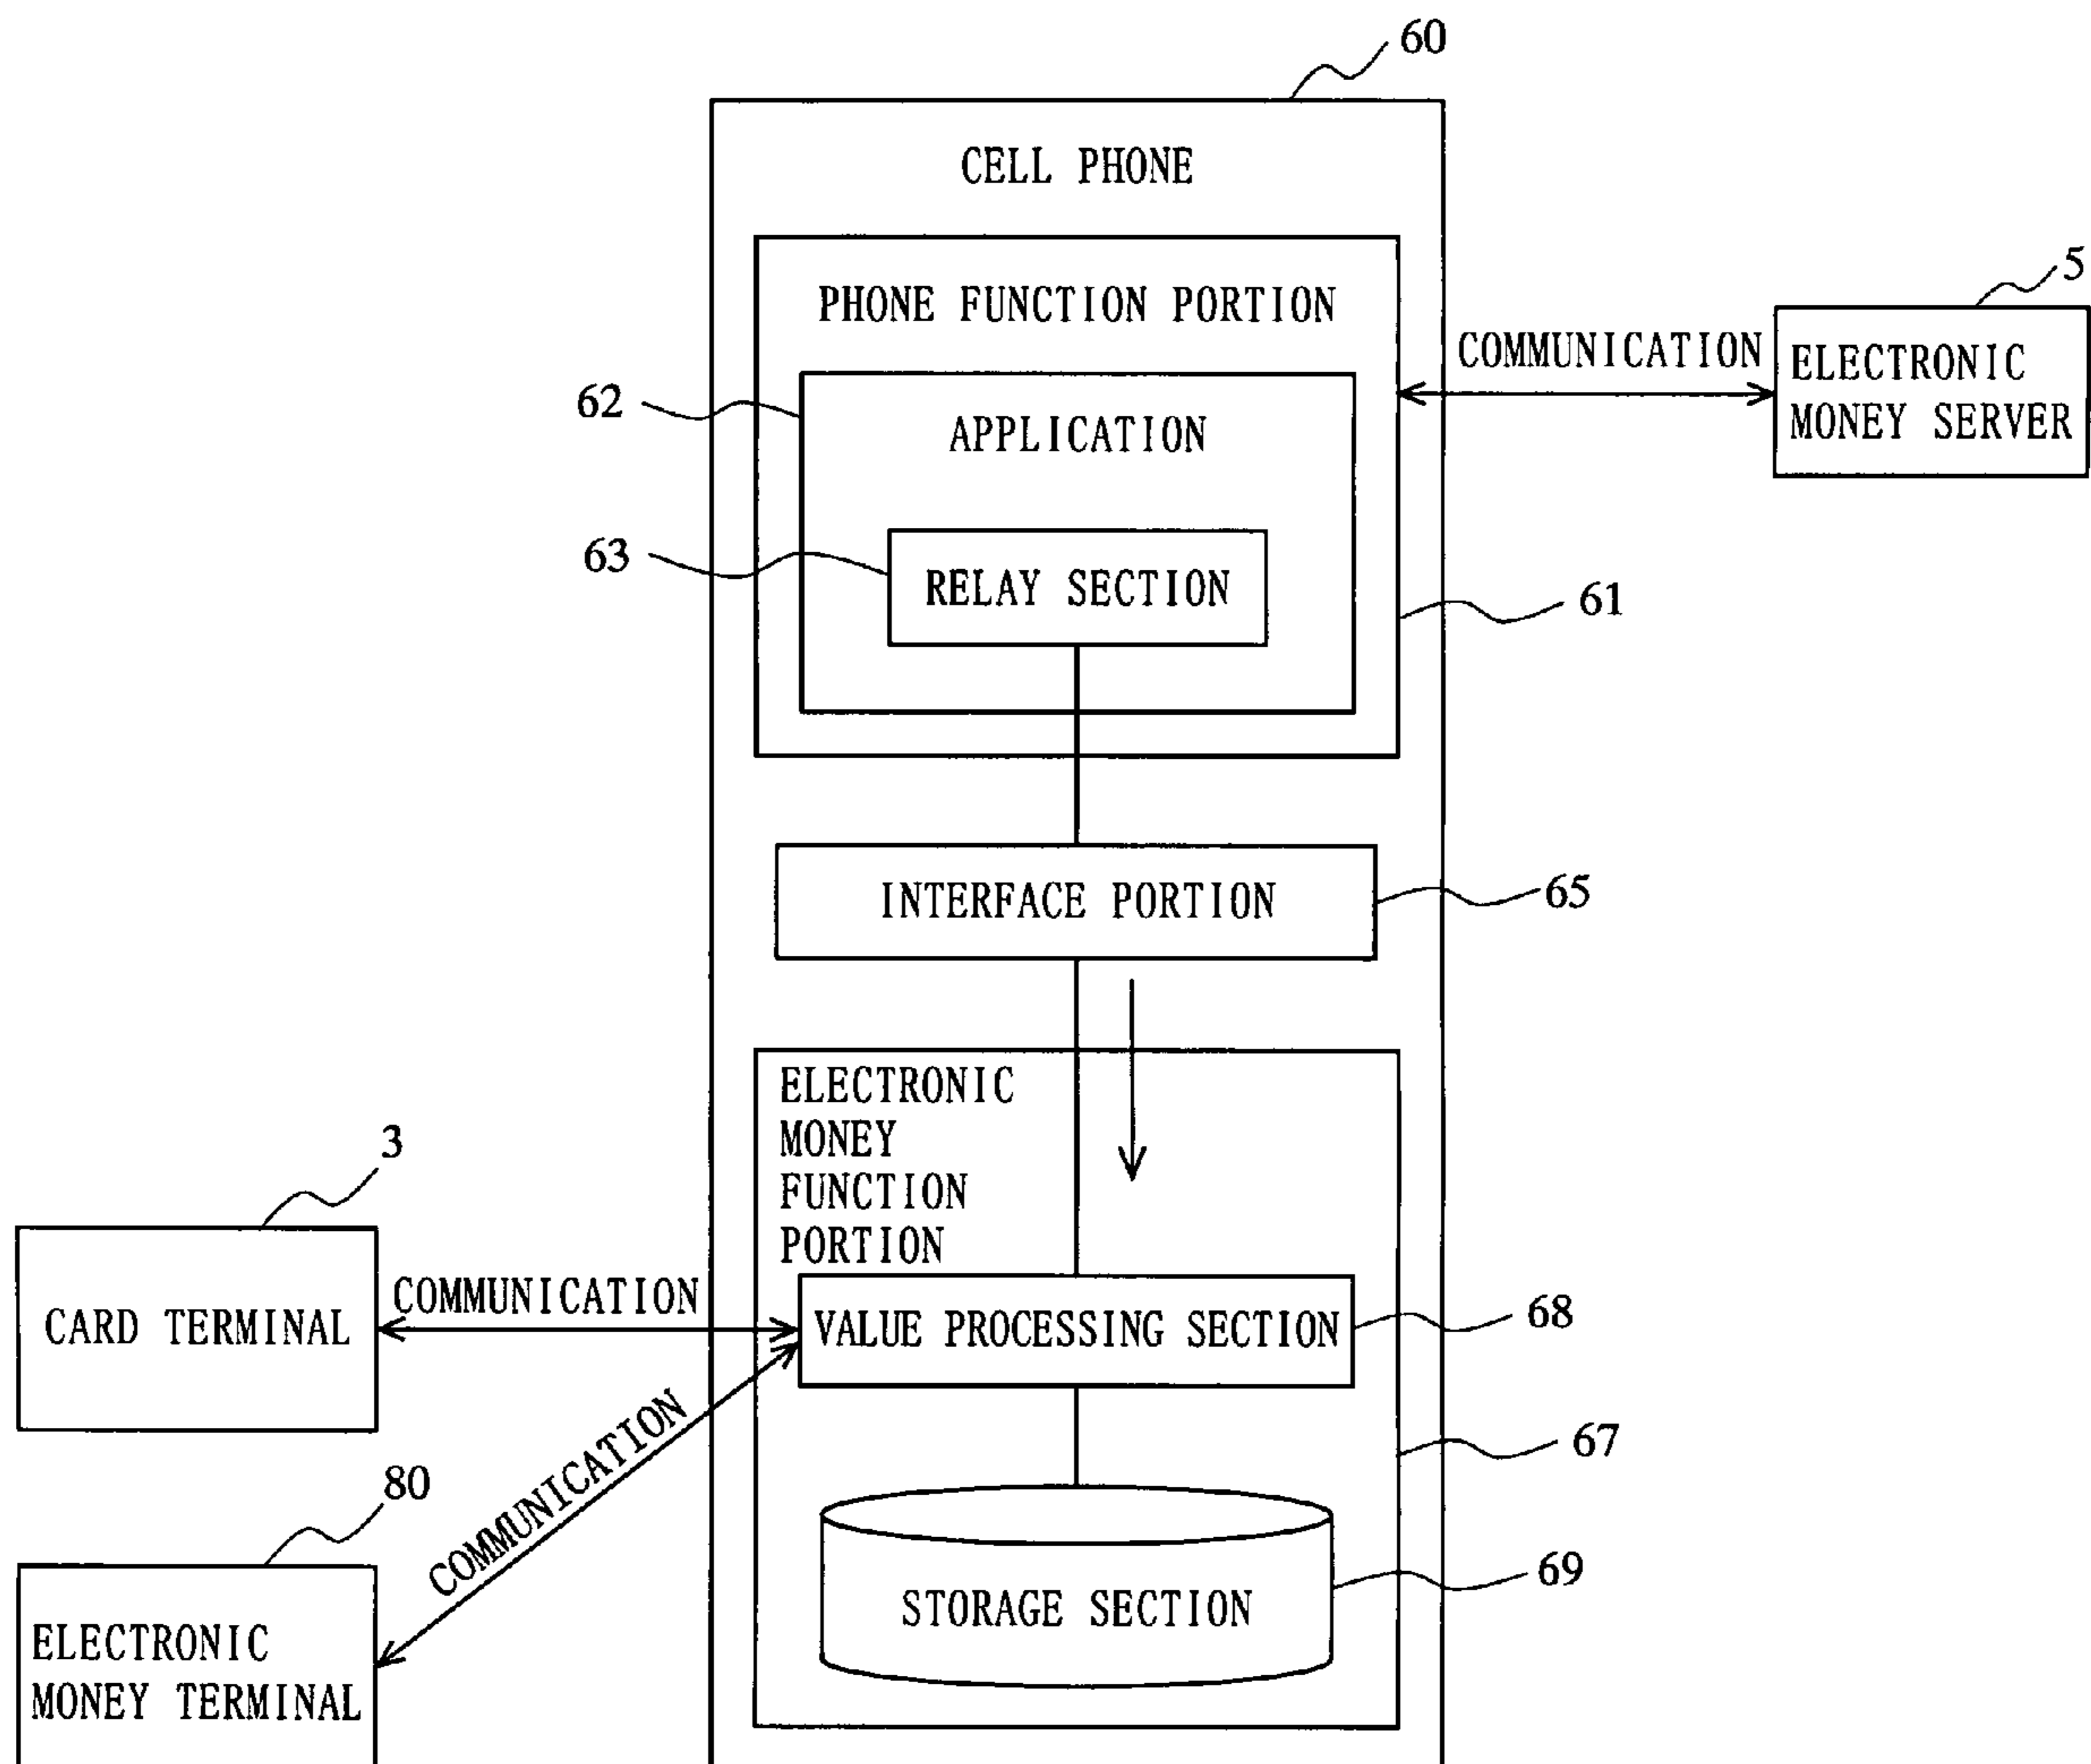 60
CELL PHONE
PHONE FUNCTION PORTION
5
COMMUNICATION
ELECTRONIC
MONEY SERVER
62
APPLICATION
63
RELAY SECTION
61
INTERFACE PORTION
65
ELECTRONIC
MONEY
FUNCTION
PORTION
3
CARD TERMINAL
COMMUNICATION
VALUE PROCESSING SECTION
68
67
80
COMMUNICATION
ELECTRONIC
MONEY TERMINAL
STORAGE SECTION
69